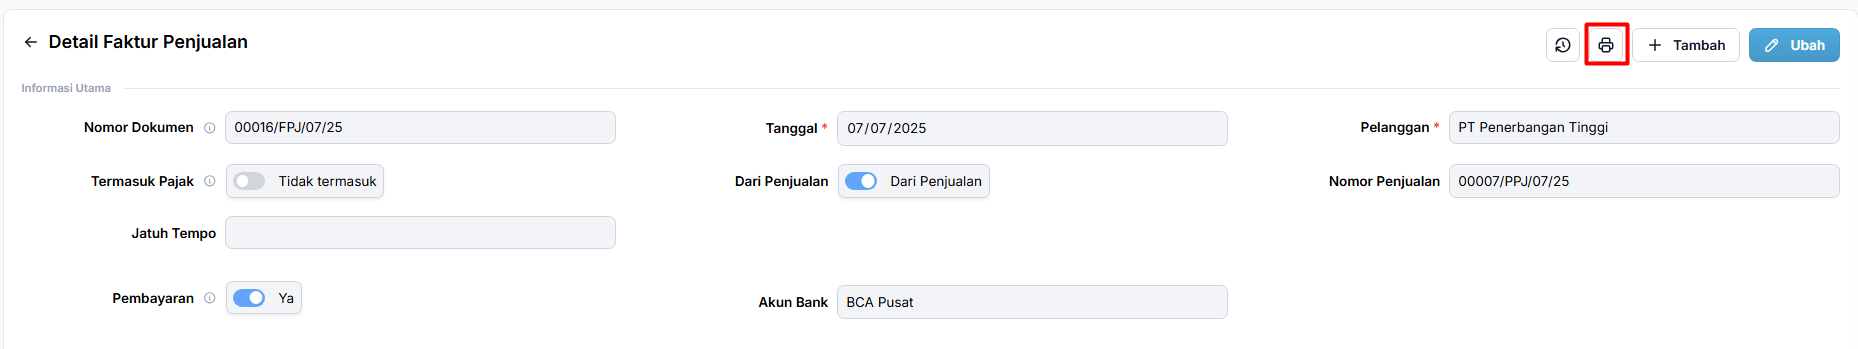 Detail Faktur Penjualan
Tambah
Ubah
Informasi Utama
Nomor Dokumen 00016/FPJ/07/25
Tanggal * 07/07/2025
Pelanggan * PT Penerbangan Tinggi
Termasuk Pajak Tidak termasuk
Dari Penjualan Dari Penjualan
Nomor Penjualan 00007/PPJ/07/25
Jatuh Tempo
Pembayaran Ya
Akun Bank BCA Pusat